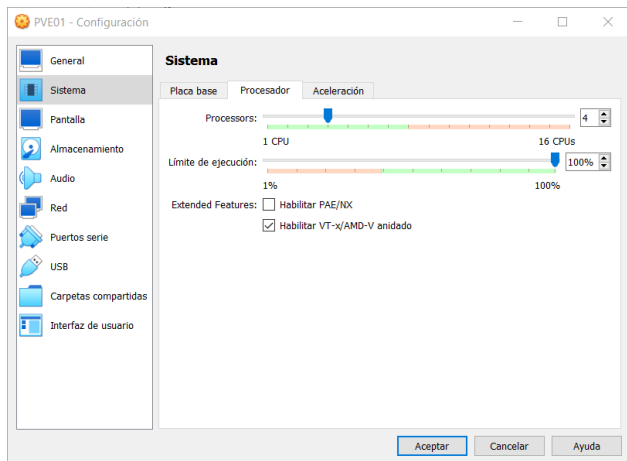 PVE01 - Configuración
General
Sistema
Pantalla
Almacenamiento
Audio
Red
Puertos serie
USB
Carpetas compartidas
Interfaz de usuario
Sistema
Placa base Procesador Aceleración
Processors: 4
1 CPU 16 CPUs
Límite de ejecución: 100%
1% 100%
Extended Features: Habilitar PAE/NX
Habilitar VT-x/AMD-V anidado
Aceptar Cancelar Ayuda